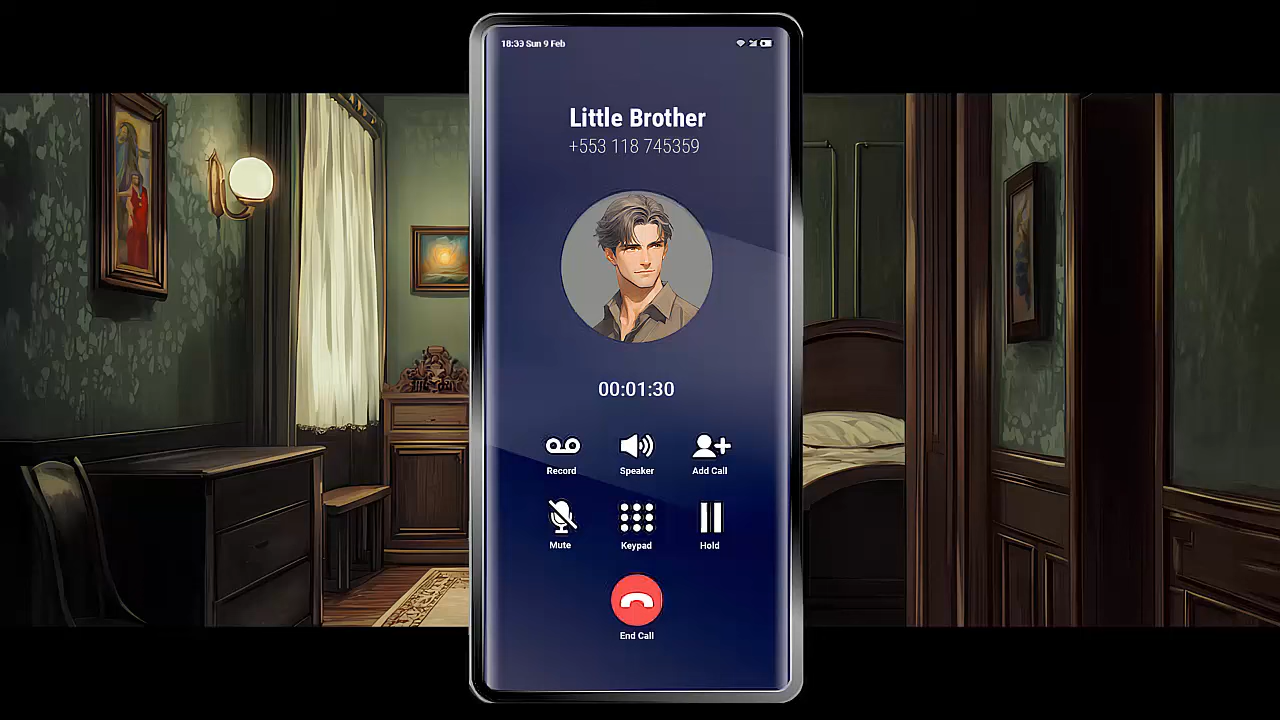 18:33 Sun 9 Feb
Little Brother
+553 118 745359
00:01:30
Record Speaker Add Call
Mute Keypad Hold
End Call